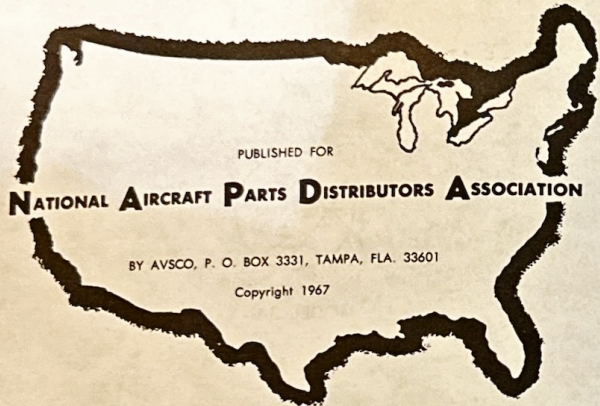 PUBLISHED FOR
NATIONAL AIRCRAFT PARTS DISTRIBUTORS ASSOCIATION
BY AVSCO, P. O. BOX 3331, TAMPA, FLA. 33601
Copyright 1967